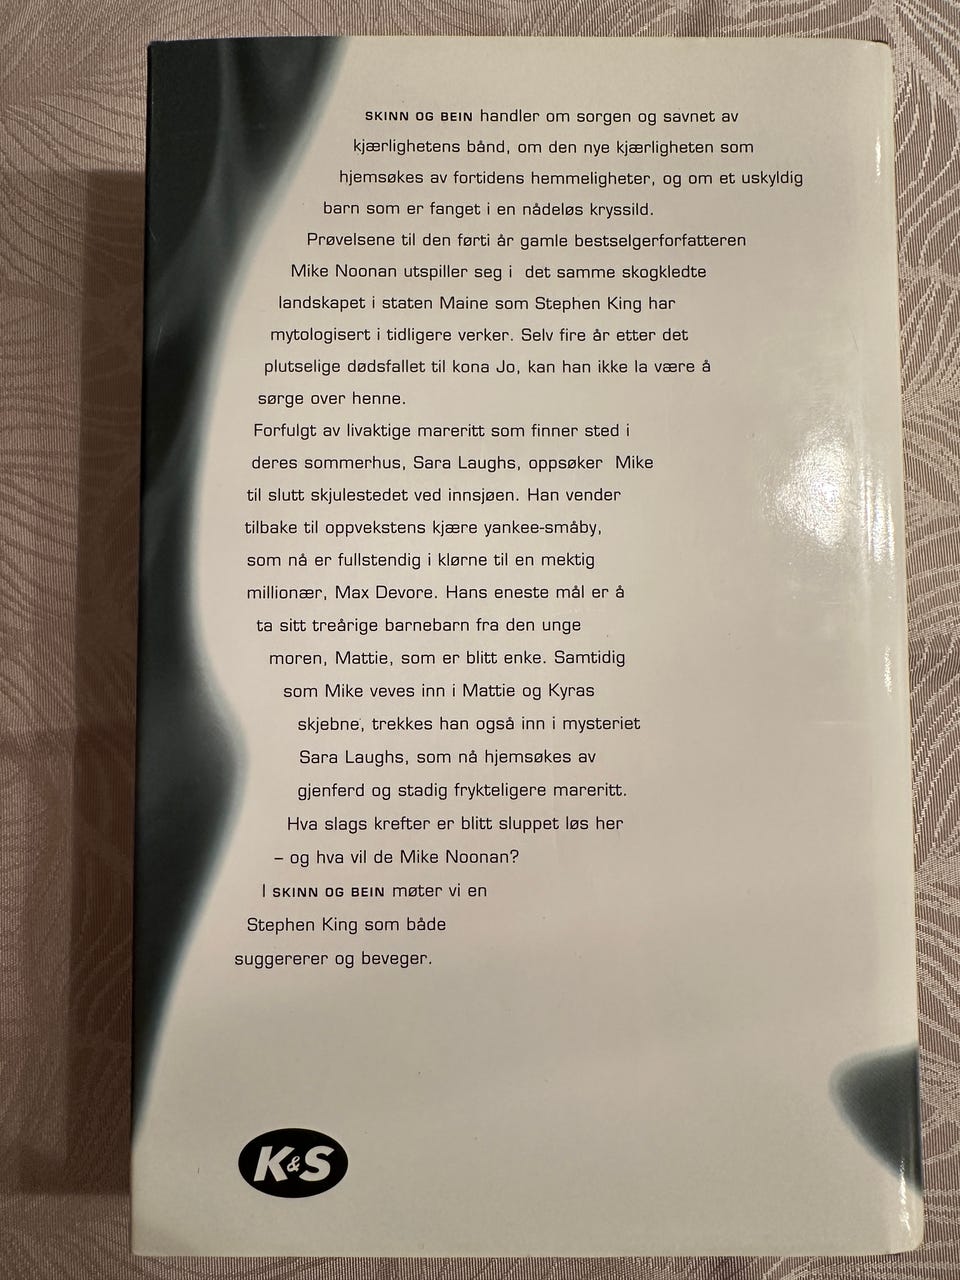 SKINN OG BEIN handler om sorgen og savnet av
kjærlighetens bånd, om den nye kjærligheten som
hjemsøkes av fortidens hemmeligheter, og om et uskyldig
barn som er fanget i en nådeløs kryssild.
Prøvelsene til den førti år gamle bestselgerforfatteren
Mike Noonan utspiller seg i det samme skogkledte
landskapet i staten Maine som Stephen King har
mytologisert i tidligere verker. Selv fire år etter det
plutselige dødsfallet til kona Jo, kan han ikke la være å
sørge over henne.
Forfulgt av livaktige mareritt som finner sted i
deres sommerhus, Sara Laughs, oppsøker Mike
til slutt skjulestedet ved innsjøen. Han vender
tilbake til oppvekstens kjære yankee-småby,
som nå er fullstendig i klørne til en mektig
millionær, Max Devore. Hans eneste mål er å
ta sitt treårige barnebarn fra den unge
moren, Mattie, som er blitt enke. Samtidig
som Mike veves inn i Mattie og Kyras
skjebne, trekkes han også inn i mysteriet
Sara Laughs, som nå hjemsøkes av
gjenferd og stadig frykteligere mareritt.
Hva slags krefter er blitt sluppet løs her
– og hva vil de Mike Noonan?
I SKINN OG BEIN møter vi en
Stephen King som både
suggererer og beveger.
K&S